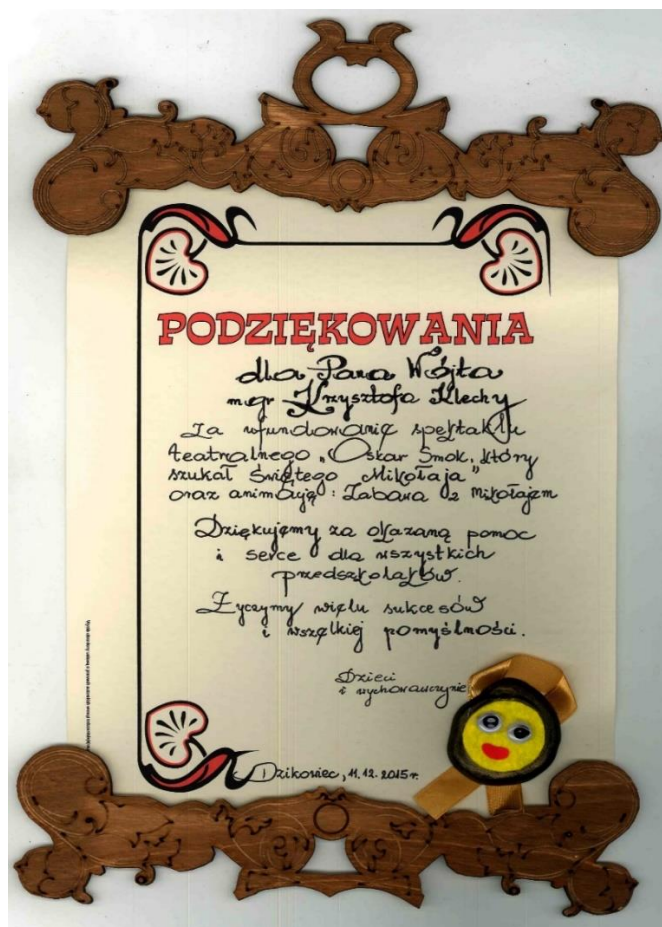 PODZIĘKOWANIA
dla Pana Wójta
mgr Krzysztofa Klechy
Za ufundowanie spektaklu
teatralnego „Oskar Smok, który
szukał Świętego Mikołaja”
oraz animację: Zabawa z Mikołajem
Dziękujemy za okazaną pomoc
i serce dla wszystkich
przedszkolaków.
Życzymy wielu sukcesów
i wszelkiej pomyślności.
Dzieci
i wychowawczynie
Dzikowiec, 11.12.2015r.